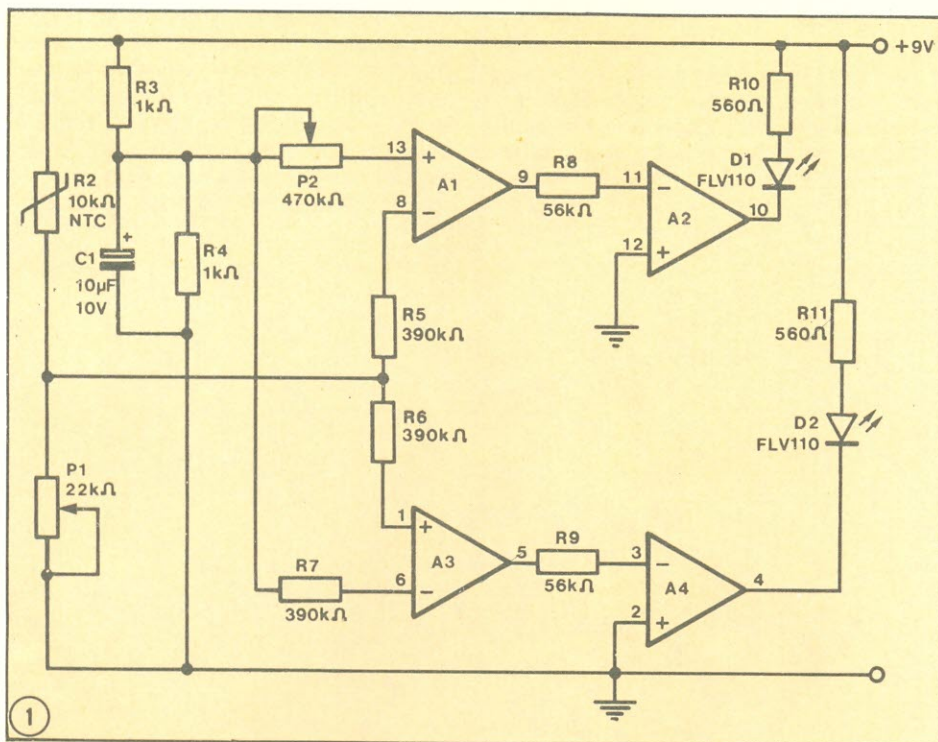 +9V
R3
1kΩ
R10
560Ω
P2
470kΩ
13
+
A1
8
-
9
R8
56kΩ
11
-
A2
10
12
+
D1
FLV110
R2
10kΩ
NTC
C1
+
10µF
10V
R4
1kΩ
R5
390kΩ
R11
560Ω
R6
390kΩ
D2
FLV110
P1
22kΩ
1
+
A3
5
6
-
R7
390kΩ
R9
56kΩ
3
-
A4
4
2
+
1